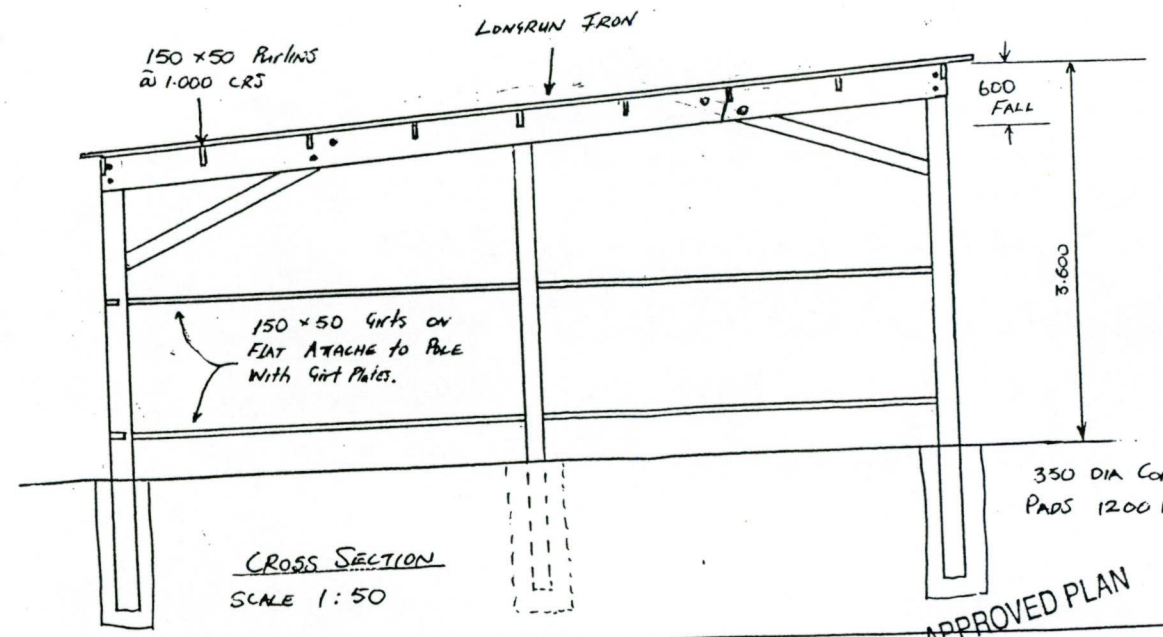 LONGRUN IRON
150 x 50 Purlins
@ 1.000 CRS
600
FALL
3.600
150 x 50 Girts on
FLAT ATTACHE to POLE
With Girt Plates.
350 DIA CO
PADS 1200
CROSS SECTION
SCALE 1:50
APPROVED PLAN